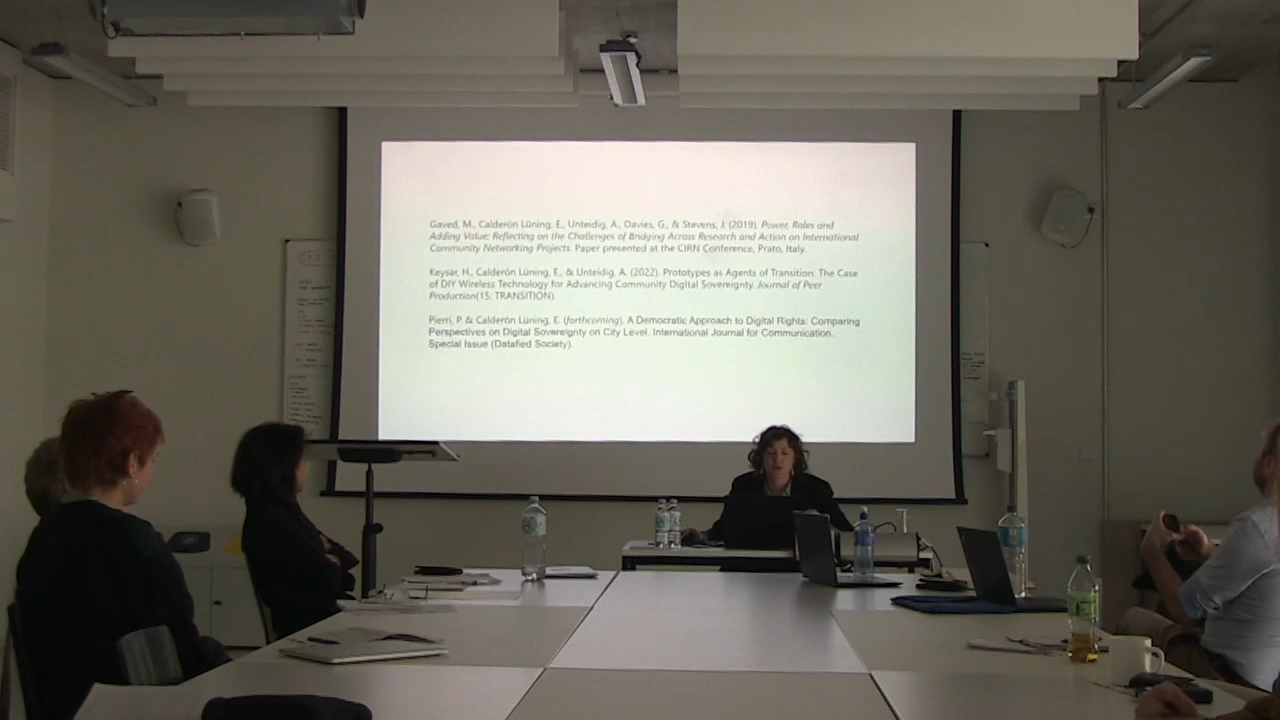 Gaved, M., Calderón Lüning, E., Unteidig, A., Davies, G., & Stevens, J. (2019). Power, Roles and
Adding Value: Reflecting on the Challenges of Bridging Across Research and Action on International
Community Networking Projects. Paper presented at the CIRN Conference, Prato, Italy.
Keysar, H., Calderón Lüning, E., & Unteidig, A. (2022). Prototypes as Agents of Transition: The Case
of DIY Wireless Technology for Advancing Community Digital Sovereignty. Journal of Peer
Production(15: TRANSITION).
Pierri, P. & Calderón Lüning, E. (forthcoming). A Democratic Approach to Digital Rights: Comparing
Perspectives on Digital Sovereignty on City Level. International Journal for Communication.
Special Issue (Datafied Society).